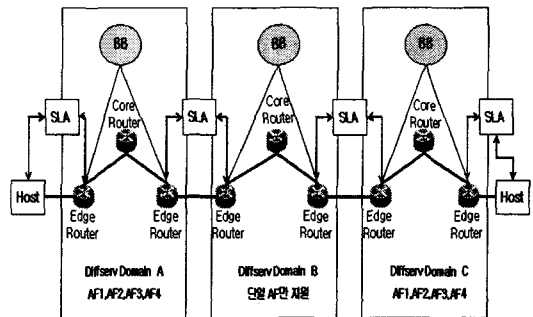 BB
BB
BB
SLA
Core
Router
SLA
Core
Router
SLA
Core
Router
SLA
Host
Host
Edge
Router
Edge
Router
Edge
Router
Edge
Router
Edge
Router
Edge
Router
Diffserv Domain A
AF1,AF2,AF3,AF4
Diffserv Domain B
단일 AF만 지원
Diffserv Domain C
AF1,AF2,AF3,AF4